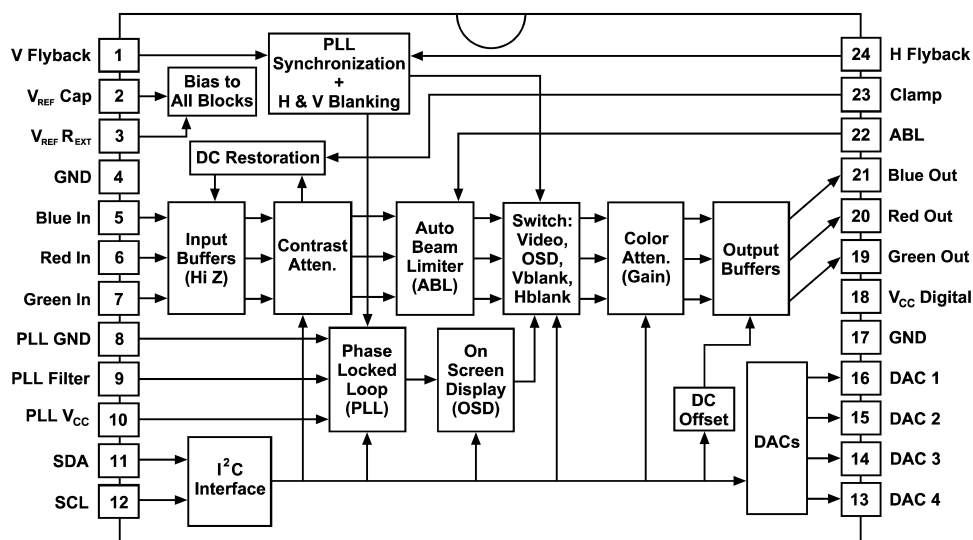 V Flyback
1
V REF Cap
2
V REF R EXT
3
GND
4
Blue In
5
Red In
6
Green In
7
PLL GND
8
PLL Filter
9
PLL V CC
10
SDA
11
SCL
12
PLL
Synchronization
+
H & V Blanking
Bias to
All Blocks
DC Restoration
Input
Buffers
(Hi Z)
Contrast
Atten.
Auto
Beam
Limiter
(ABL)
Switch:
Video,
OSD,
Vblank,
Hblank
Color
Atten.
(Gain)
Output
Buffers
Phase
Locked
Loop
(PLL)
On
Screen
Display
(OSD)
DC
Offset
DACs
I2C
Interface
24
H Flyback
23
Clamp
22
ABL
21
Blue Out
20
Red Out
19
Green Out
18
VCC Digital
17
GND
16
DAC 1
15
DAC 2
14
DAC 3
13
DAC 4